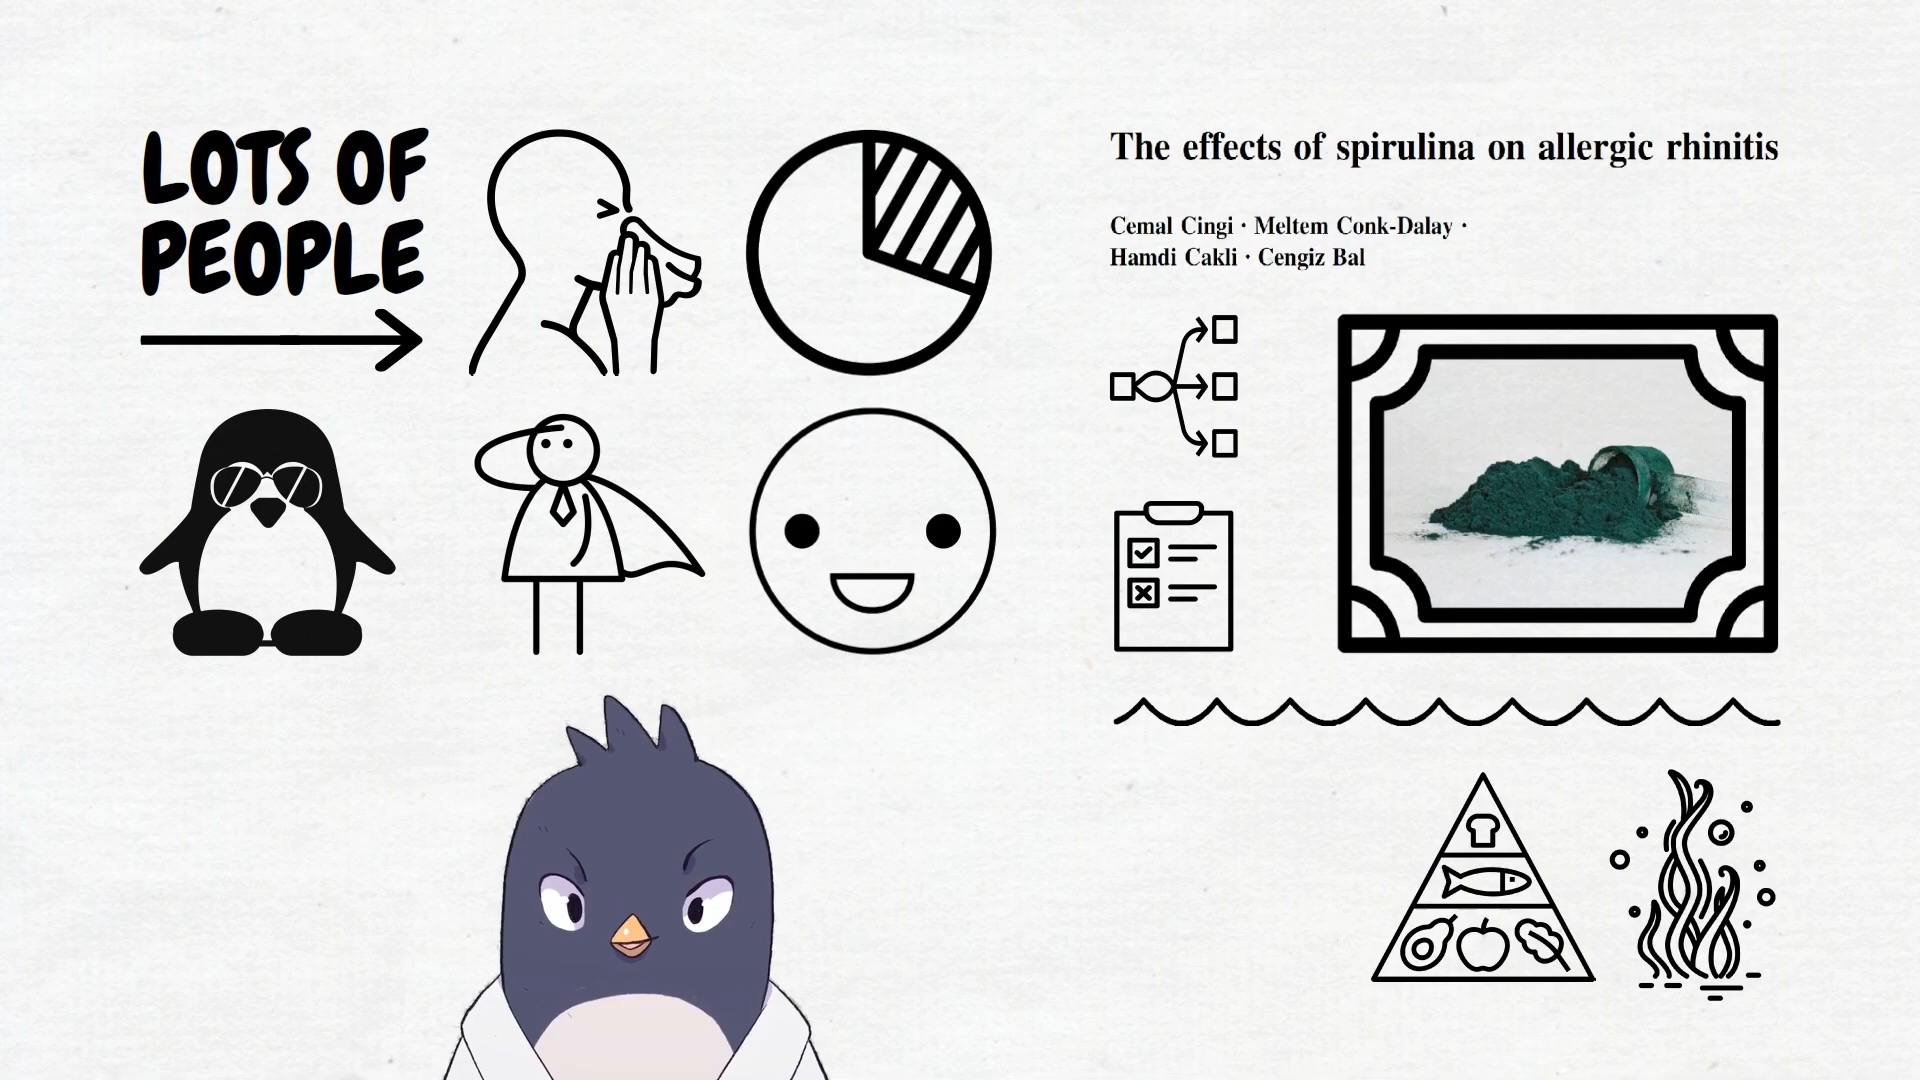 LOTS OF
PEOPLE
The effects of spirulina on allergic rhinitis
Cemal Cingi · Meltem Conk-Dalay ·
Hamdi Cakli · Cengiz Bal